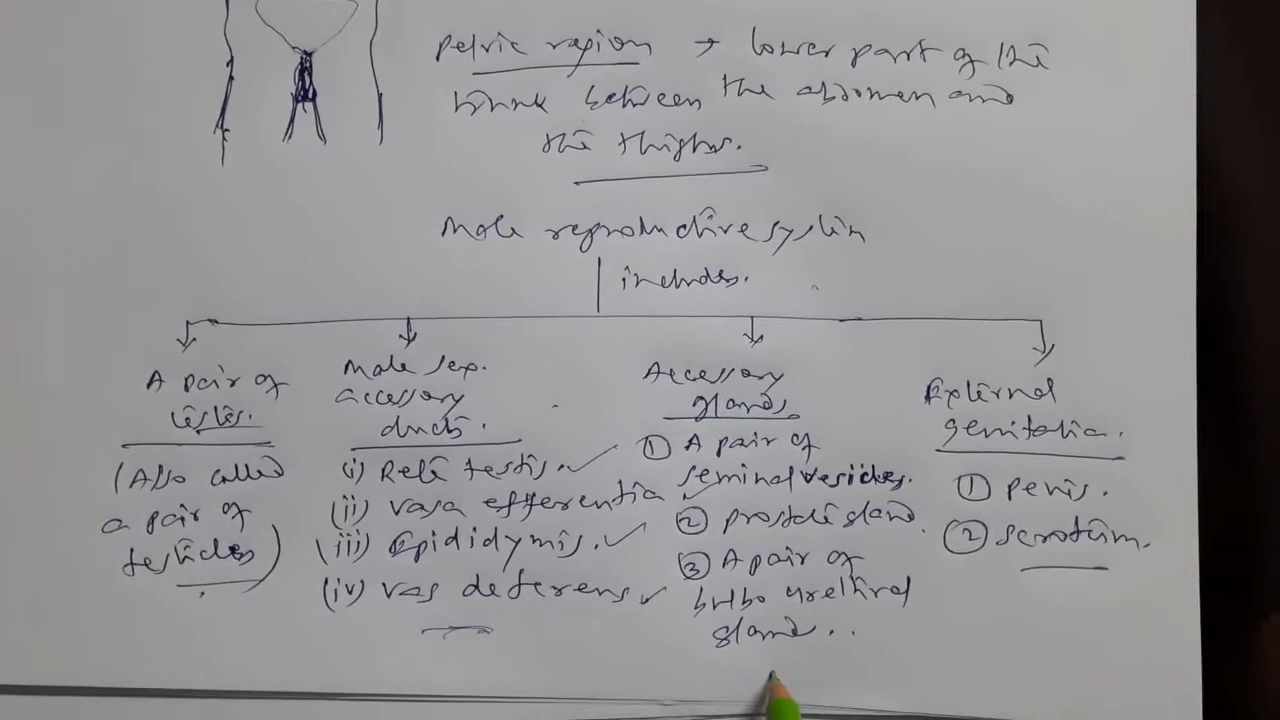 Pelvic region → lower part of the
trunk between the abdomen and
the thighs.
Male reproductive system
includes.
A pair of
testes.
(Also called
a pair of
testicles)
Male sex.
accessory
ducts.
(i) Rete testis.
(ii) vasa efferentia
(iii) Epididymis.
(iv) vas deferens
Accessory
glands
① A pair of
seminal vesicles.
② prostate gland.
③ A pair of
bulbo urethral
gland..
External
genitalia.
① penis.
② scrotum.